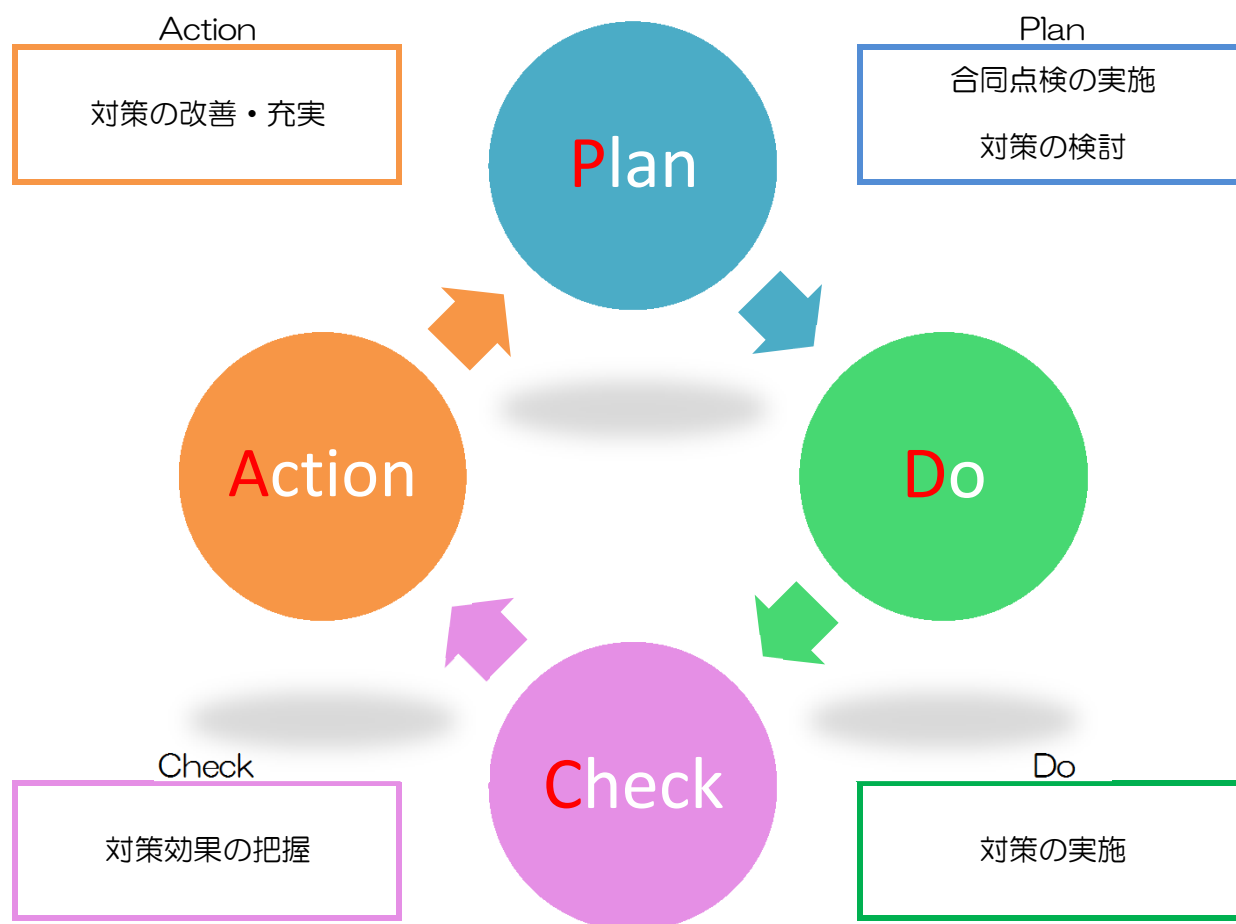 Action
対策の改善・充実
Plan
合同点検の実施
対策の検討
Plan
Action
Do
Check
Check
対策効果の把握
Do
対策の実施